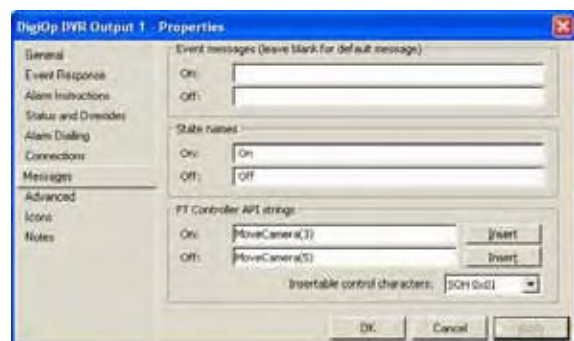 DigiOp DVR Output 1 - Properties
General
Event Response
Alarm Instructions
Status and Overrides
Alarm Dialling
Connections
Messages
Advanced
Icons
Notes
Event messages (leave blank for default message)
On:
Off:
State names
On: On
Off: Off
FT Controller API strings
On: MoveCamera(3) Insert
Off: MoveCamera(5) Insert
Insertable control characters: SOH 0x01
OK Cancel Apply